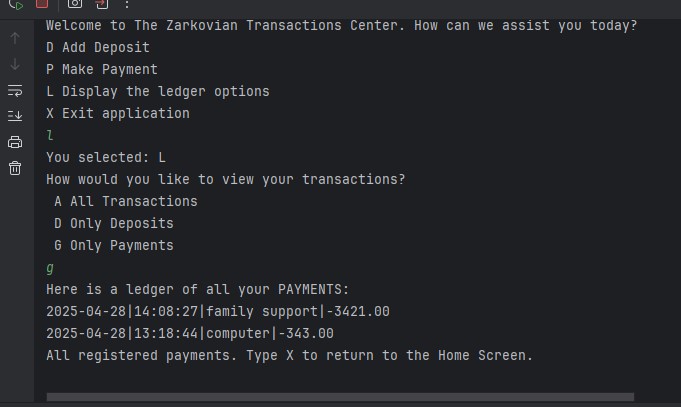 Welcome to The Zarkovian Transactions Center. How can we assist you today?
D Add Deposit
P Make Payment
L Display the ledger options
X Exit application
l
You selected: L
How would you like to view your transactions?
A All Transactions
D Only Deposits
G Only Payments
g
Here is a ledger of all your PAYMENTS:
2025-04-28|14:08:27|family support|-3421.00
2025-04-28|13:18:44|computer|-343.00
All registered payments. Type X to return to the Home Screen.